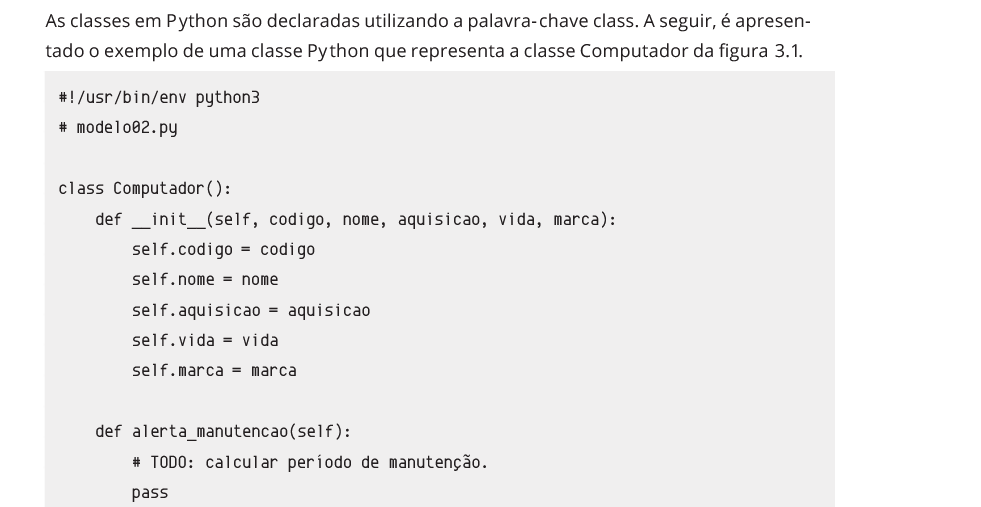 As classes em Python são declaradas utilizando a palavra-chave class. A seguir, é apresen-
tado o exemplo de uma classe Python que representa a classe Computador da figura 3.1.
#!/usr/bin/env python3
# modelo02.py
class Computador():
    def __init__(self, codigo, nome, aquisicao, vida, marca):
        self.codigo = codigo
        self.nome = nome
        self.aquisicao = aquisicao
        self.vida = vida
        self.marca = marca
    def alerta_manutencao(self):
        # TODO: calcular período de manutenção.
        pass